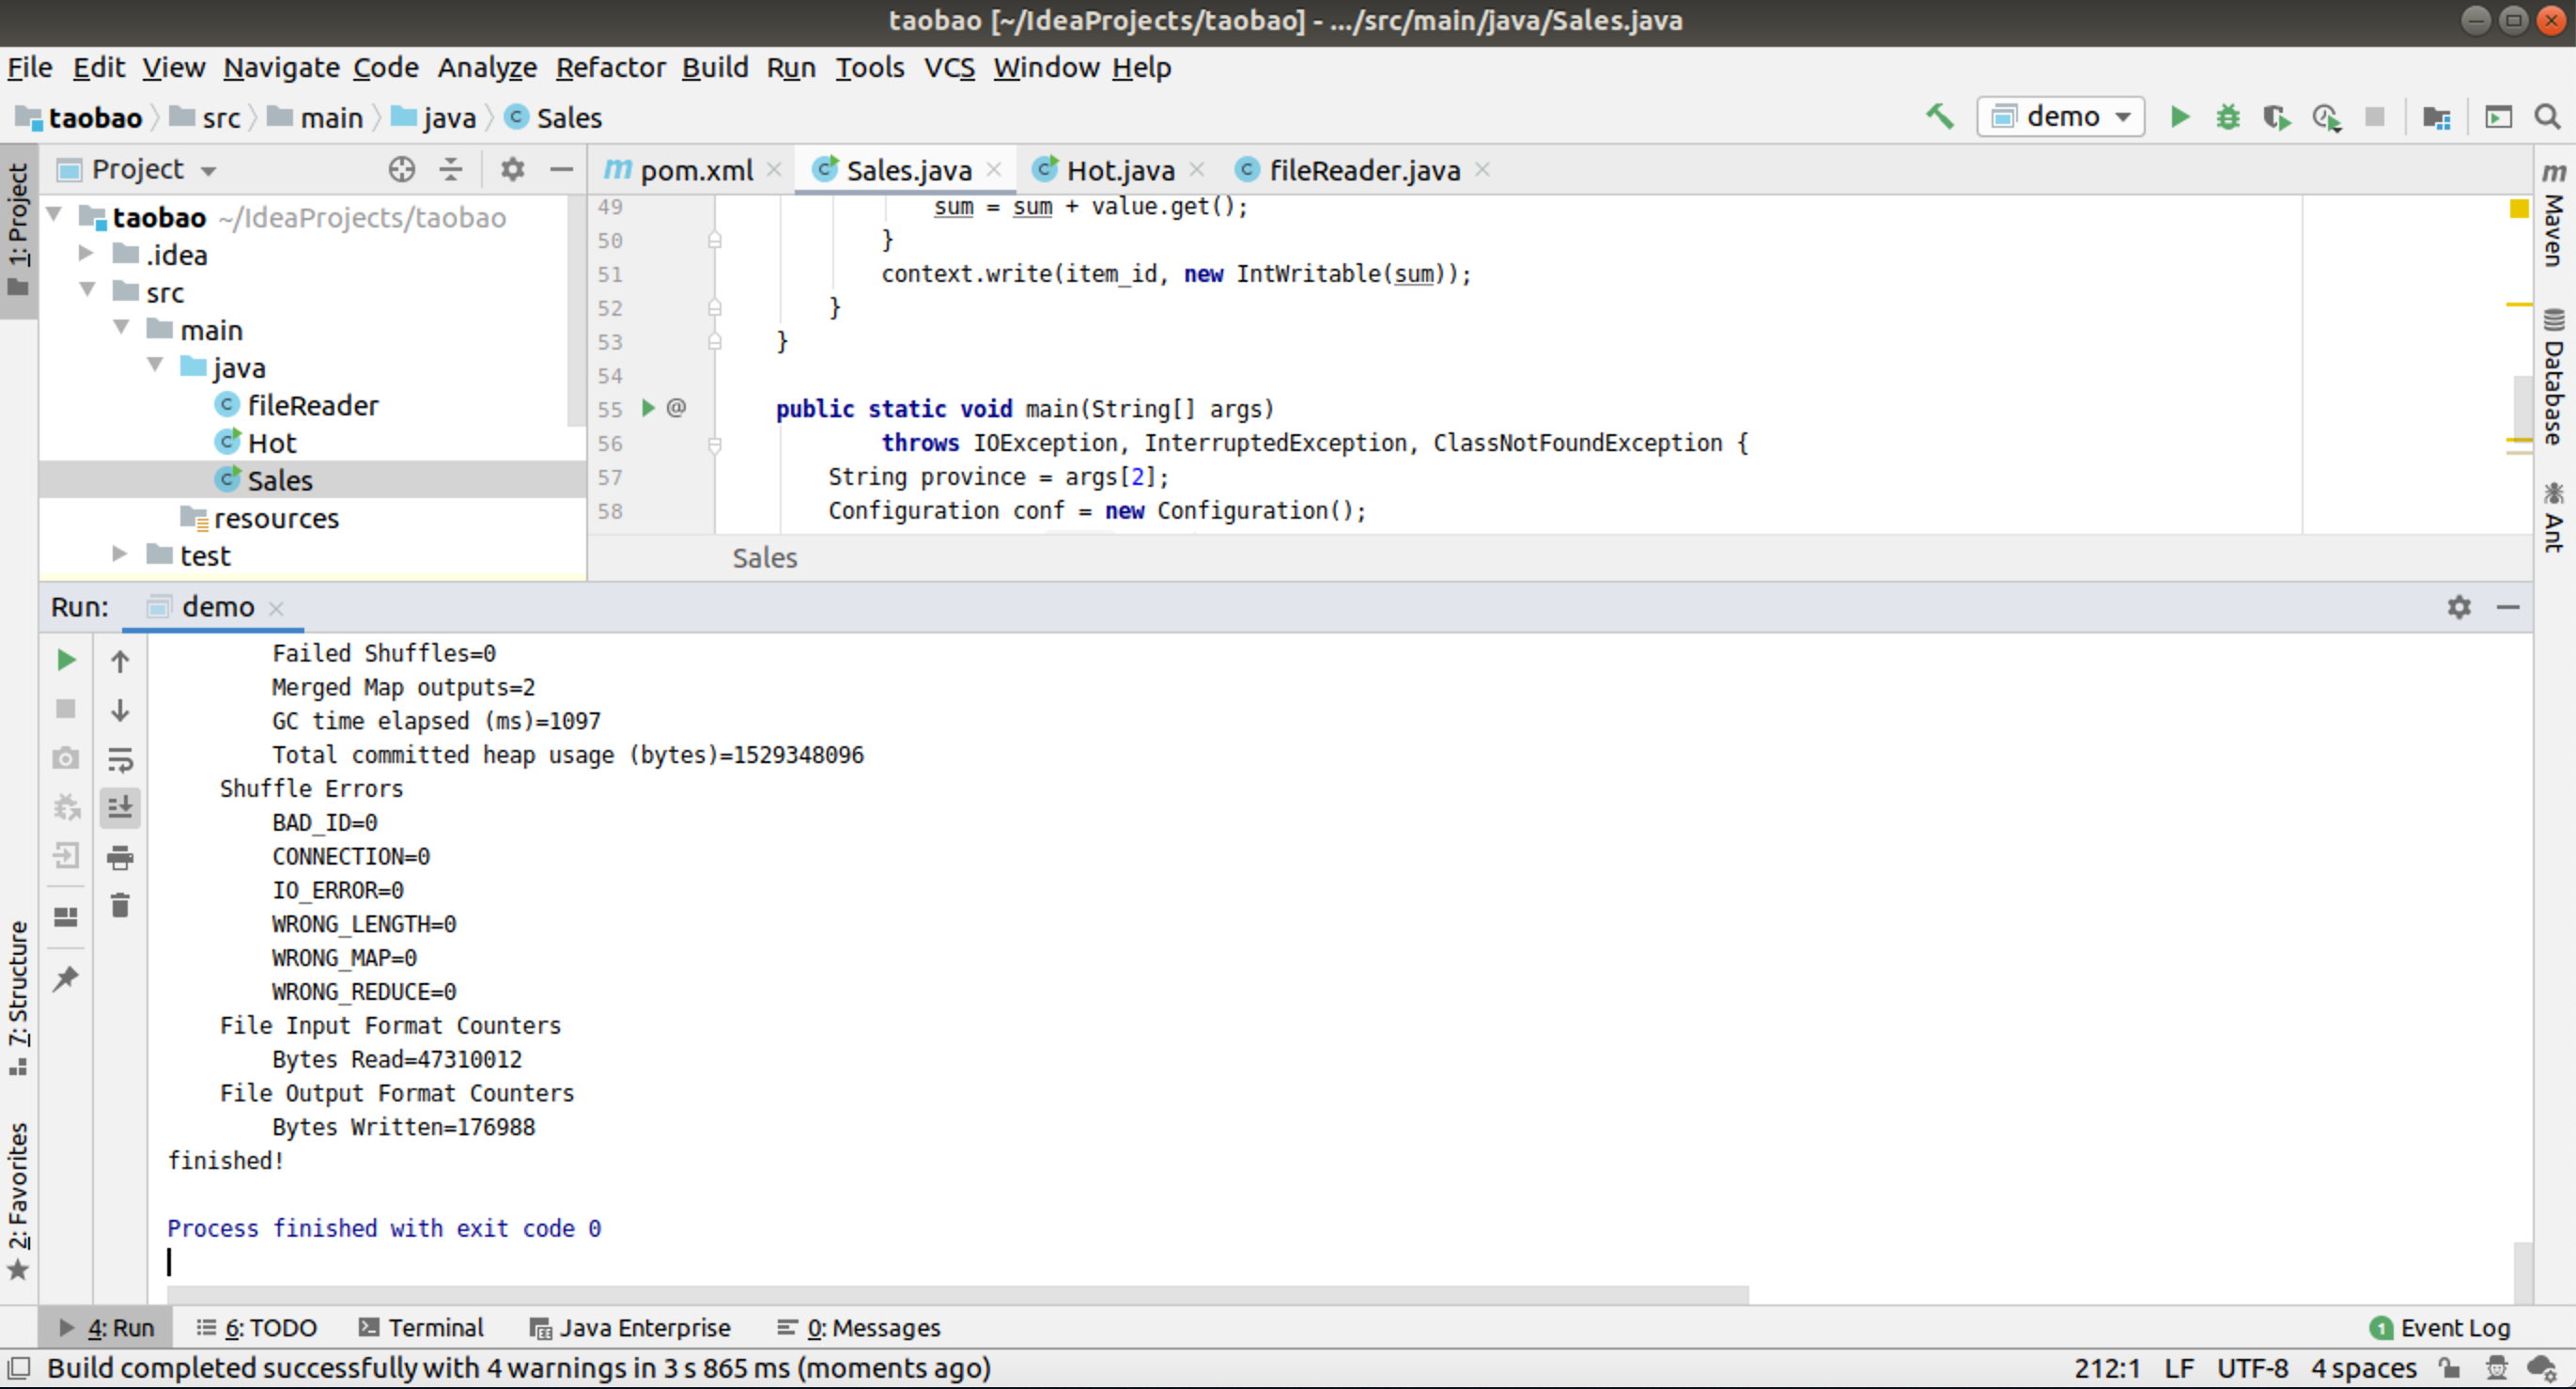 taobao [~/IdeaProjects/taobao] - .../src/main/java/Sales.java
File Edit View Navigate Code Analyze Refactor Build Run Tools VCS Window Help
taobao src main java Sales
demo
1: Project
Project
pom.xml Sales.java Hot.java fileReader.java
taobao ~/IdeaProjects/taobao
.idea
src
main
java
fileReader
Hot
Sales
resources
test
49 sum = sum + value.get();
50 }
51 context.write(item_id, new IntWritable(sum));
52 }
53 }
54
55 @ public static void main(String[] args)
56 throws IOException, InterruptedException, ClassNotFoundException {
57 String province = args[2];
58 Configuration conf = new Configuration();
Sales
m Maven
Database
Ant
Run: demo
Failed Shuffles=0
Merged Map outputs=2
GC time elapsed (ms)=1097
Total committed heap usage (bytes)=1529348096
Shuffle Errors
BAD_ID=0
CONNECTION=0
IO_ERROR=0
WRONG_LENGTH=0
WRONG_MAP=0
WRONG_REDUCE=0
File Input Format Counters
Bytes Read=47310012
File Output Format Counters
Bytes Written=176988
finished!
Process finished with exit code 0
7: Structure
2: Favorites
4: Run 6: TODO Terminal Java Enterprise 0: Messages 1 Event Log
Build completed successfully with 4 warnings in 3 s 865 ms (moments ago) 212:1 LF UTF-8 4 spaces